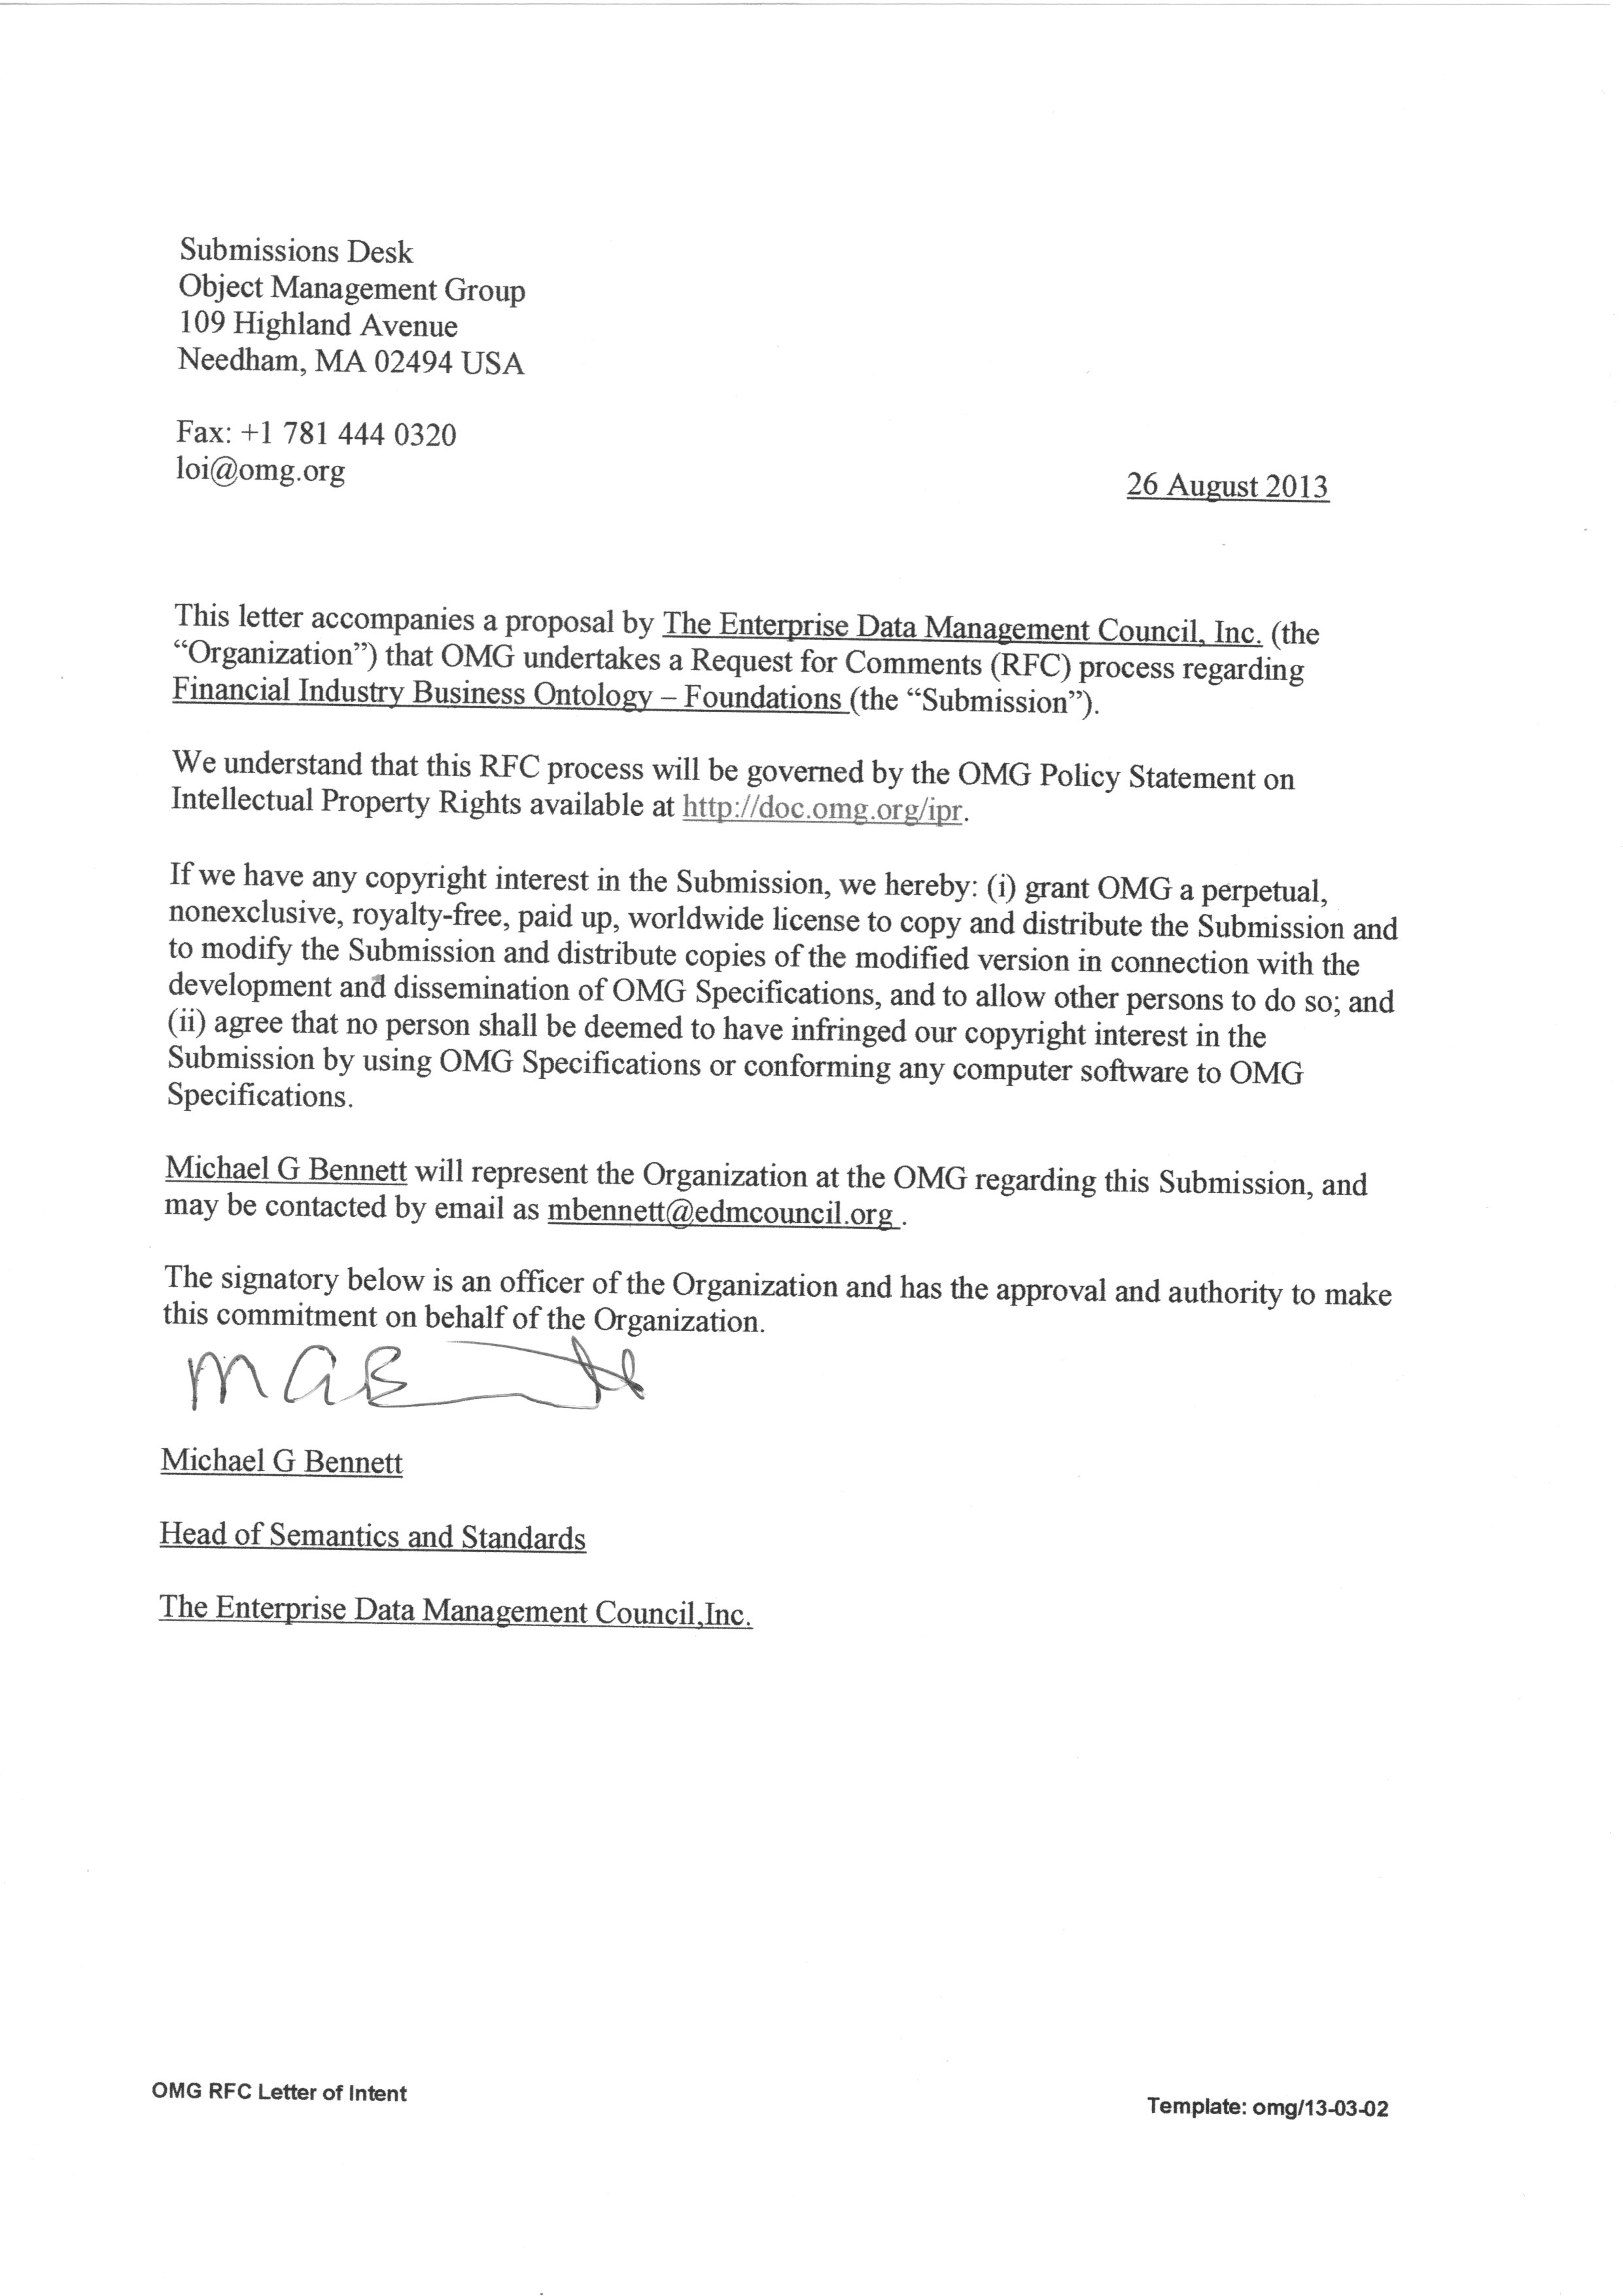 Submissions Desk
Object Management Group
109 Highland Avenue
Needham, MA 02494 USA
Fax: +1 781 444 0320
loi@omg.org
26 August 2013
This letter accompanies a proposal by The Enterprise Data Management Council, Inc. (the
“Organization”) that OMG undertakes a Request for Comments (RFC) process regarding
Financial Industry Business Ontology – Foundations (the “Submission”).
We understand that this RFC process will be governed by the OMG Policy Statement on
Intellectual Property Rights available at http://doc.omg.org/ipr.
If we have any copyright interest in the Submission, we hereby: (i) grant OMG a perpetual,
nonexclusive, royalty-free, paid up, worldwide license to copy and distribute the Submission and
to modify the Submission and distribute copies of the modified version in connection with the
development and dissemination of OMG Specifications, and to allow other persons to do so; and
(ii) agree that no person shall be deemed to have infringed our copyright interest in the
Submission by using OMG Specifications or conforming any computer software to OMG
Specifications.
Michael G Bennett will represent the Organization at the OMG regarding this Submission, and
may be contacted by email as mbennett@edmcouncil.org .
The signatory below is an officer of the Organization and has the approval and authority to make
this commitment on behalf of the Organization.
Michael G Bennett
Head of Semantics and Standards
The Enterprise Data Management Council,Inc.
OMG RFC Letter of Intent
Template: omg/13-03-02